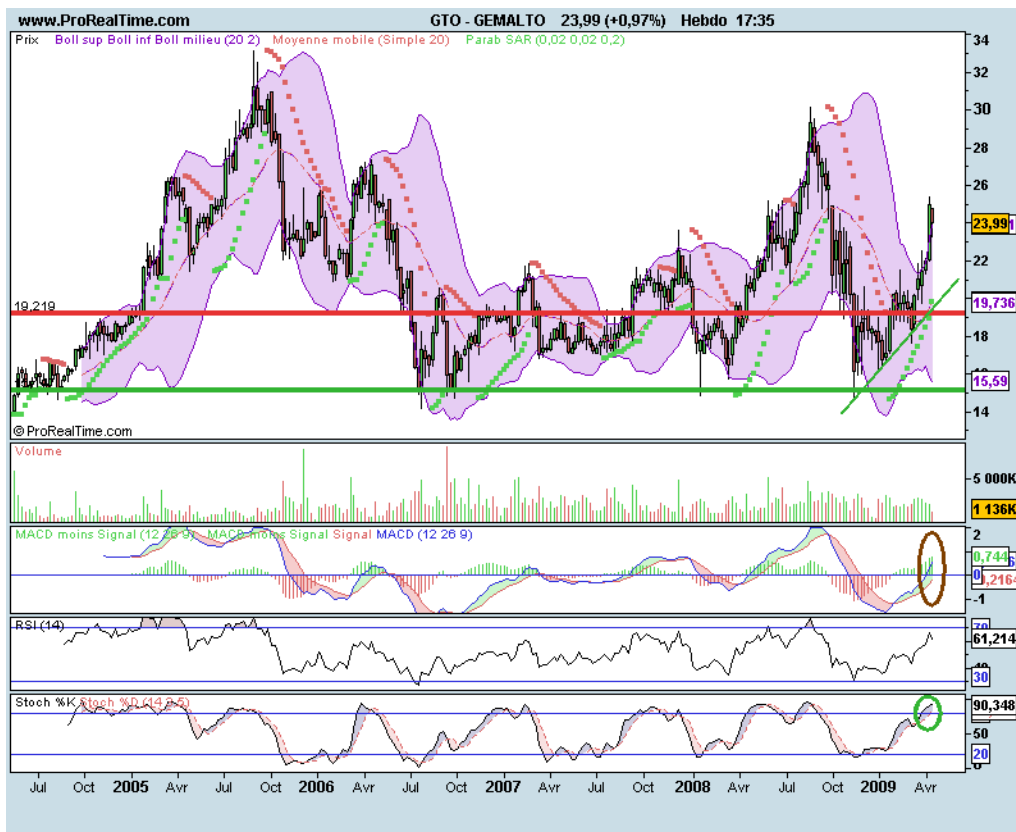 www.ProRealTime.com GTO - GEMALTO 23,99 (+0,97%) Hebdo 17:35
Prix Boll sup Boll inf Boll milieu (20 2) Moyenne mobile (Simple 20) Parab SAR (0,02 0,02 0,2)
34
32
30
28
26
23,99
22
19,219
19,736
18
15,59
14
© ProRealTime.com
Volume
5 000K
1 136K
MACD moins Signal (12 26 9) MACD moins Signal Signal MACD (12 26 9)
2
0,744
0
-1
RSI (14)
70
61,214
30
Stoch %K Stoch %D
90,348
50
20
Jul Oct 2005 Avr Jul Oct 2006 Avr Jul Oct 2007 Avr Jul Oct 2008 Avr Jul Oct 2009 Avr